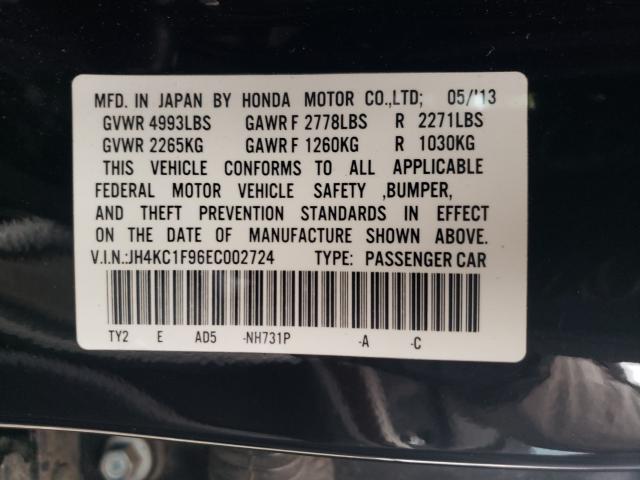 MFD. IN JAPAN BY HONDA MOTOR CO.,LTD; 05/'13
GVWR 4993LBS GAWR F 2778LBS R 2271LBS
GVWR 2265KG GAWR F 1260KG R 1030KG
THIS VEHICLE CONFORMS TO ALL APPLICABLE
FEDERAL MOTOR VEHICLE SAFETY ,BUMPER,
AND THEFT PREVENTION STANDARDS IN EFFECT
ON THE DATE OF MANUFACTURE SHOWN ABOVE.
V.I.N.:JH4KC1F96EC002724 TYPE: PASSENGER CAR
TY2 E AD5 -NH731P -A -C